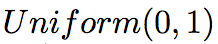 Uniform(0, 1)